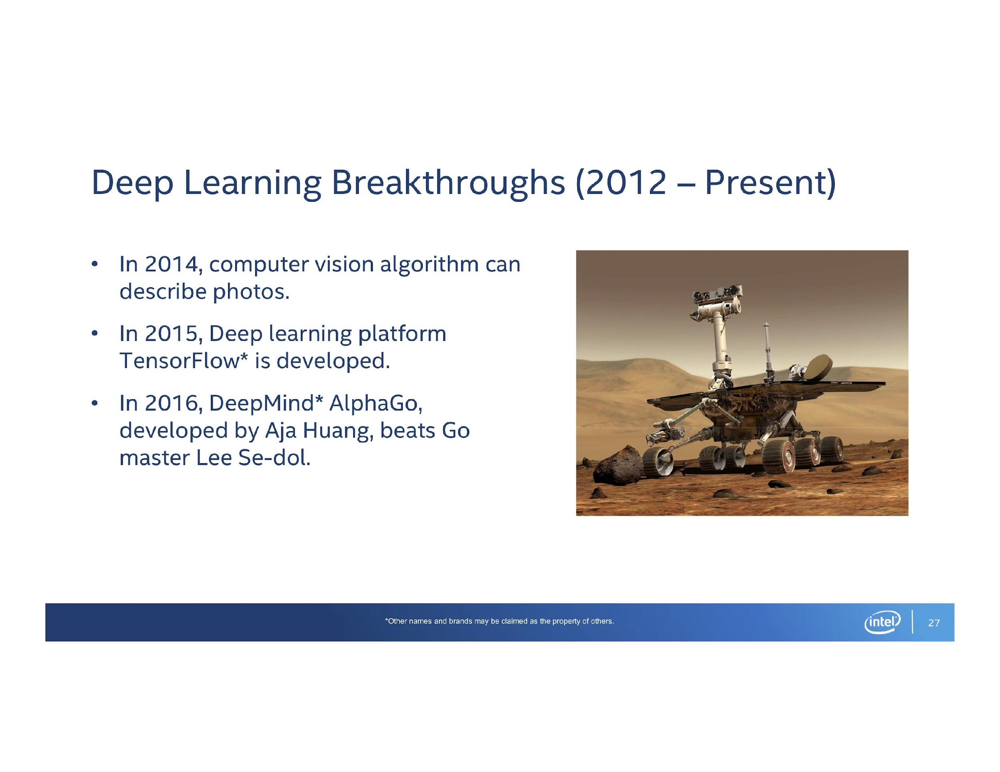 Deep Learning Breakthroughs (2012 – Present)
• In 2014, computer vision algorithm can
describe photos.
• In 2015, Deep learning platform
TensorFlow* is developed.
• In 2016, DeepMind* AlphaGo,
developed by Aja Huang, beats Go
master Lee Se-dol.
*Other names and brands may be claimed as the property of others.
intel
27